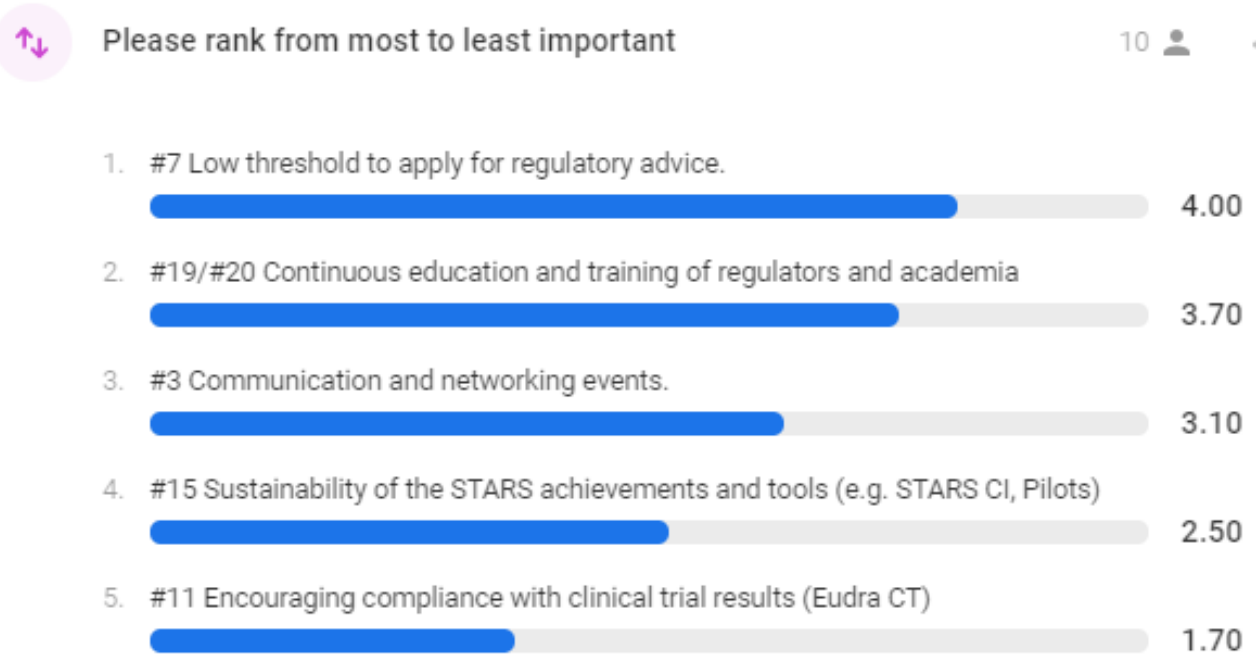 Please rank from most to least important
10
1. #7 Low threshold to apply for regulatory advice.
4.00
2. #19/#20 Continuous education and training of regulators and academia
3.70
3. #3 Communication and networking events.
3.10
4. #15 Sustainability of the STARS achievements and tools (e.g. STARS CI, Pilots)
2.50
5. #11 Encouraging compliance with clinical trial results (Eudra CT)
1.70